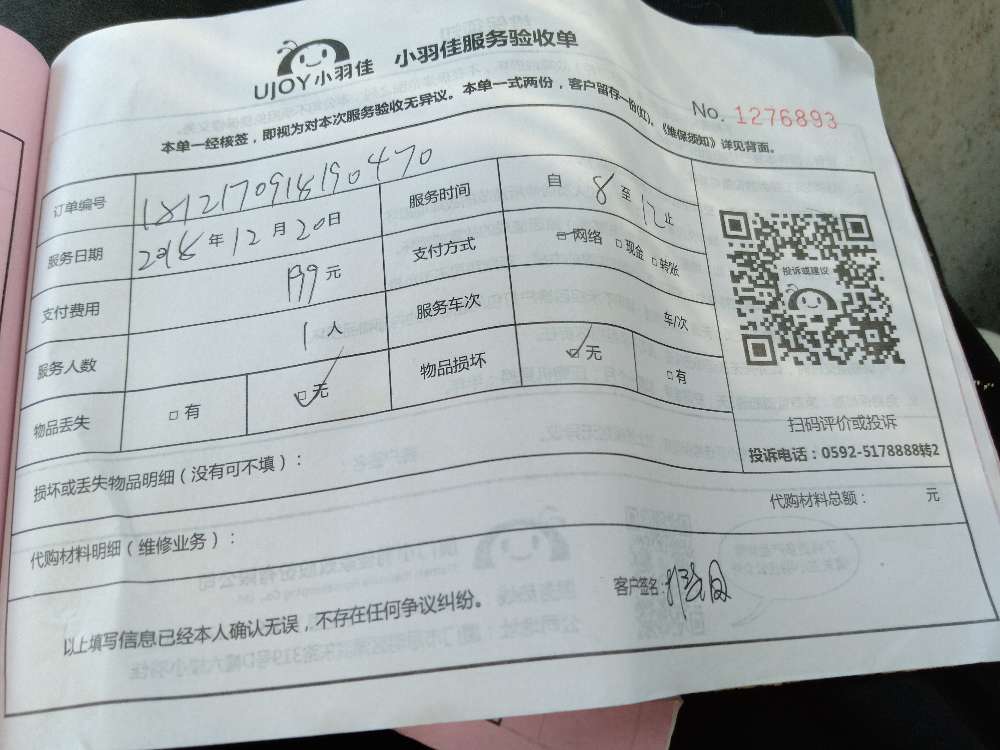 UJOY小羽佳 小羽佳服务验收单
本单一经核签，即视为对本次服务验收无异议。本单一式两份，客户留存一份(红)。《维保须知》详见背面。
No. 1276893
订单编号 181217091819 0470
服务时间 自 8 至 12 止
服务日期 2018 年 12 月 20 日
支付方式 网络 现金 转账
支付费用 199 元
服务车次 车/次
服务人数 1 人
物品损坏 无 有
物品丢失 有 无
投诉或建议
扫码评价或投诉
投诉电话：0592-5178888转2
损坏或丢失物品明细（没有可不填）：
代购材料总额： 元
代购材料明细（维修业务）：
客户签名：
以上填写信息已经本人确认无误，不存在任何争议纠纷。